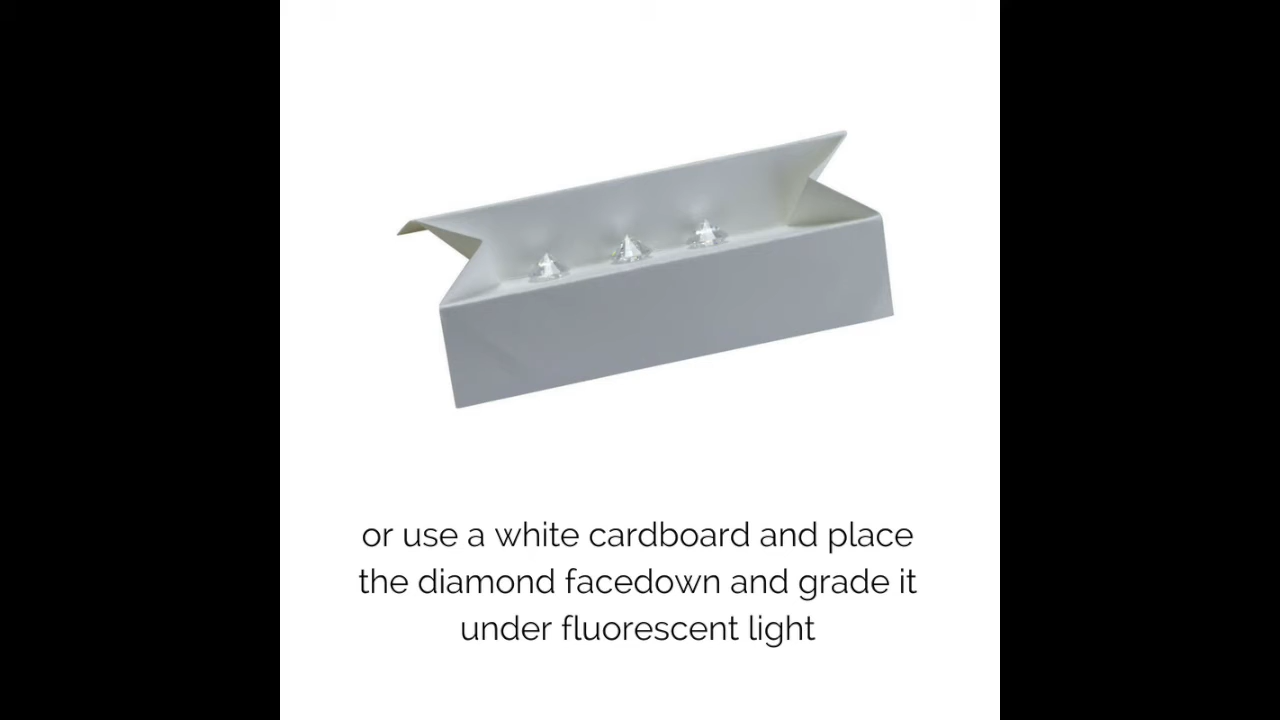 or use a white cardboard and place
the diamond facedown and grade it
under fluorescent light